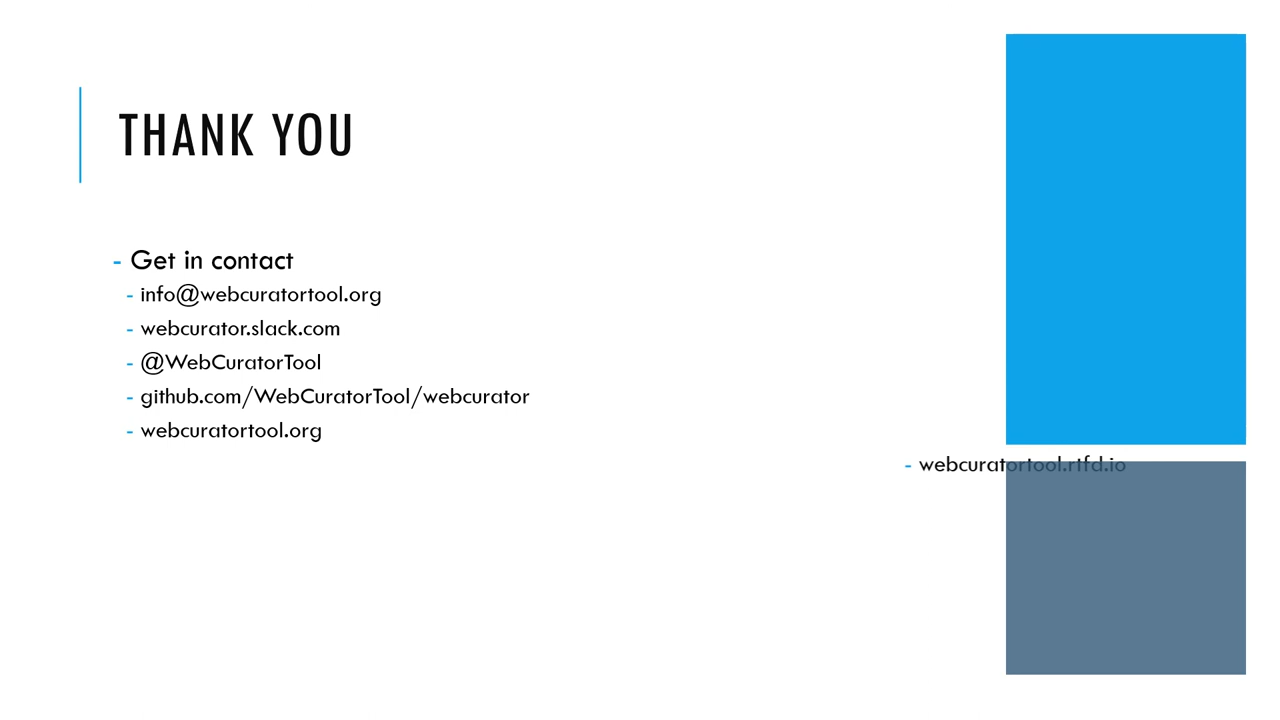 THANK YOU
- Get in contact
- info@webcuratortool.org
- webcurator.slack.com
- @WebCuratorTool
- github.com/WebCuratorTool/webcurator
- webcuratortool.org
- webcuratortool.rtfd.io